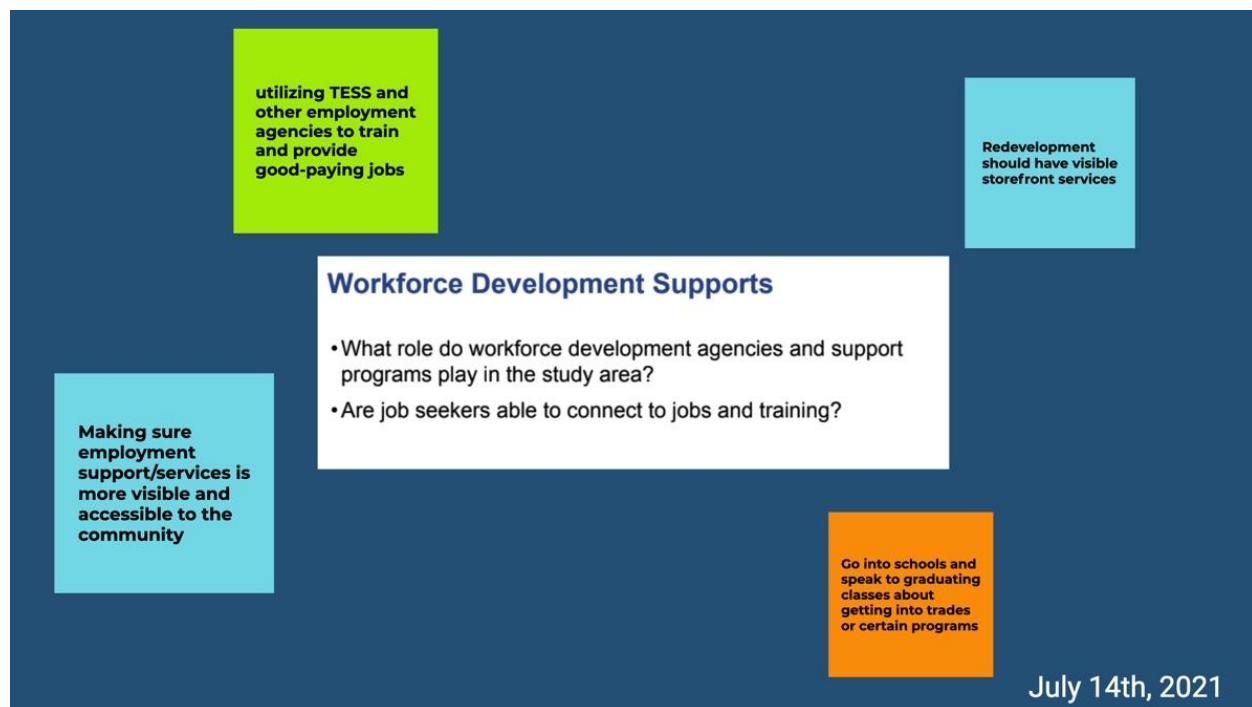 utilizing TESS and
other employment
agencies to train
and provide
good-paying jobs
Redevelopment
should have visible
storefront services
Workforce Development Supports
•What role do workforce development agencies and support
programs play in the study area?
•Are job seekers able to connect to jobs and training?
Making sure
employment
support/services is
more visible and
accessible to the
community
Go into schools and
speak to graduating
classes about
getting into trades
or certain programs
July 14th, 2021